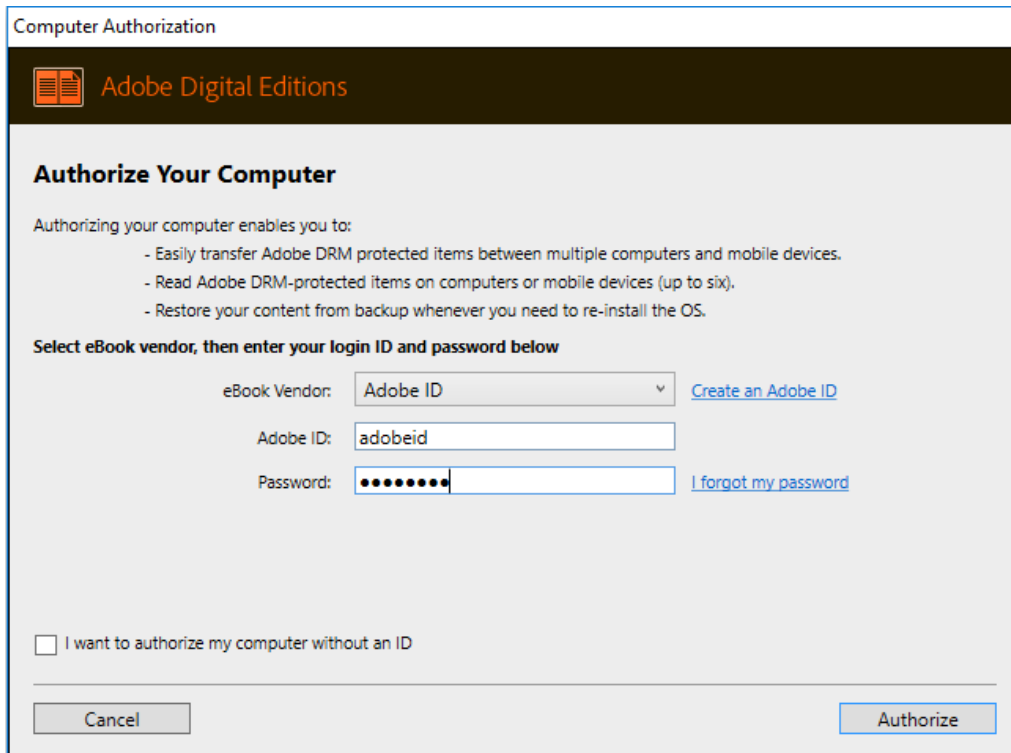 Computer Authorization
Adobe Digital Editions
Authorize Your Computer
Authorizing your computer enables you to:
- Easily transfer Adobe DRM protected items between multiple computers and mobile devices.
- Read Adobe DRM-protected items on computers or mobile devices (up to six).
- Restore your content from backup whenever you need to re-install the OS.
Select eBook vendor, then enter your login ID and password below
eBook Vendor: Adobe ID Create an Adobe ID
Adobe ID: adobeid
Password: ●●●●●●●● I forgot my password
I want to authorize my computer without an ID
Cancel Authorize